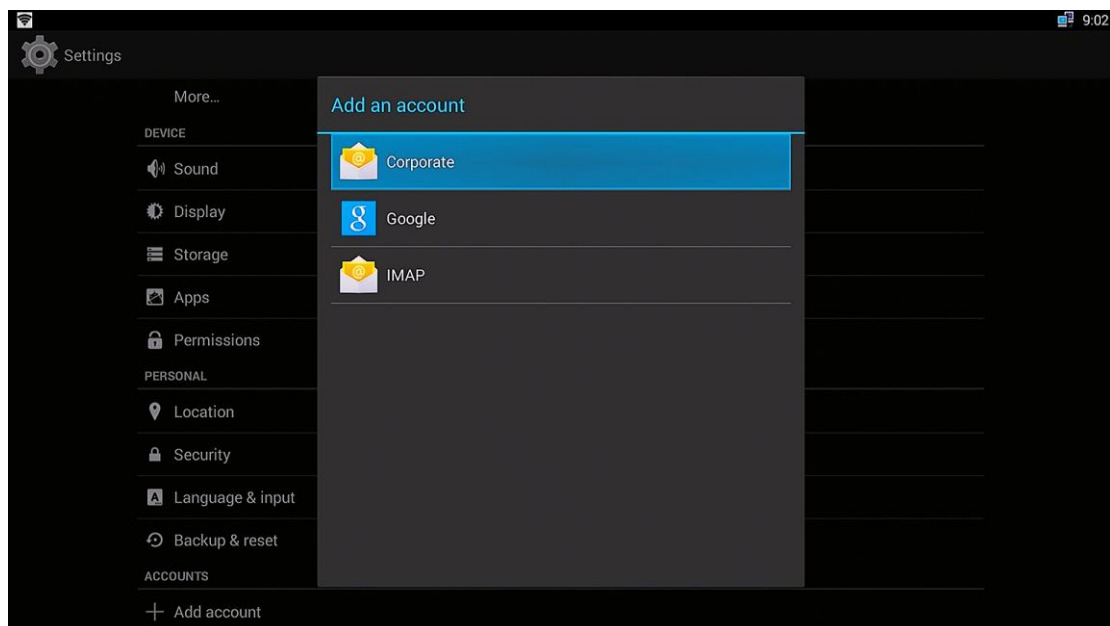 9:02
Settings
More...
DEVICE
Sound
Display
Storage
Apps
Permissions
PERSONAL
Location
Security
Language & input
Backup & reset
ACCOUNTS
Add account
Add an account
Corporate
Google
IMAP